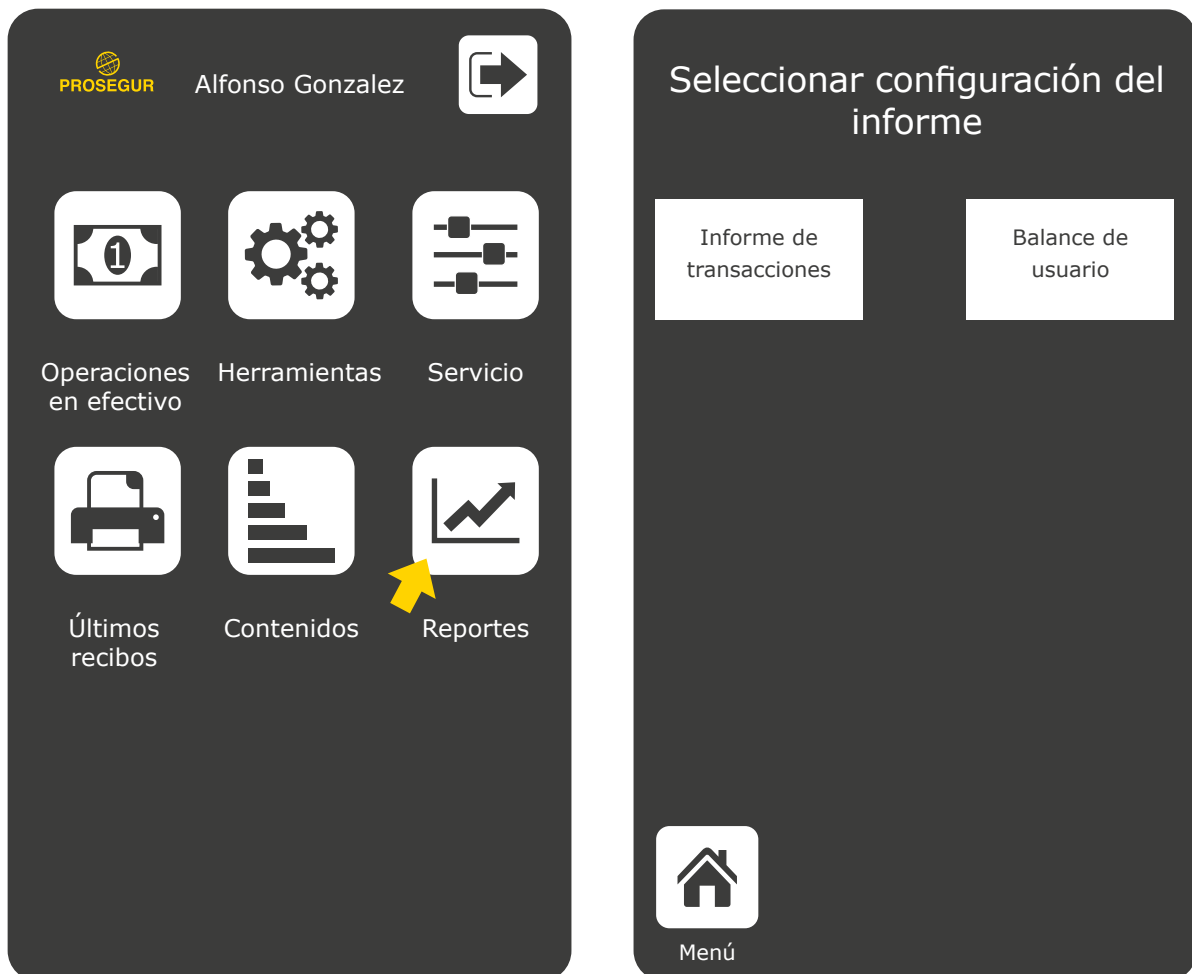 PROSEGUR
Alfonso Gonzalez
1
Operaciones
en efectivo
Herramientas
Servicio
Últimos
recibos
Contenidos
Reportes
Seleccionar configuración del
informe
Informe de
transacciones
Balance de
usuario
Menú